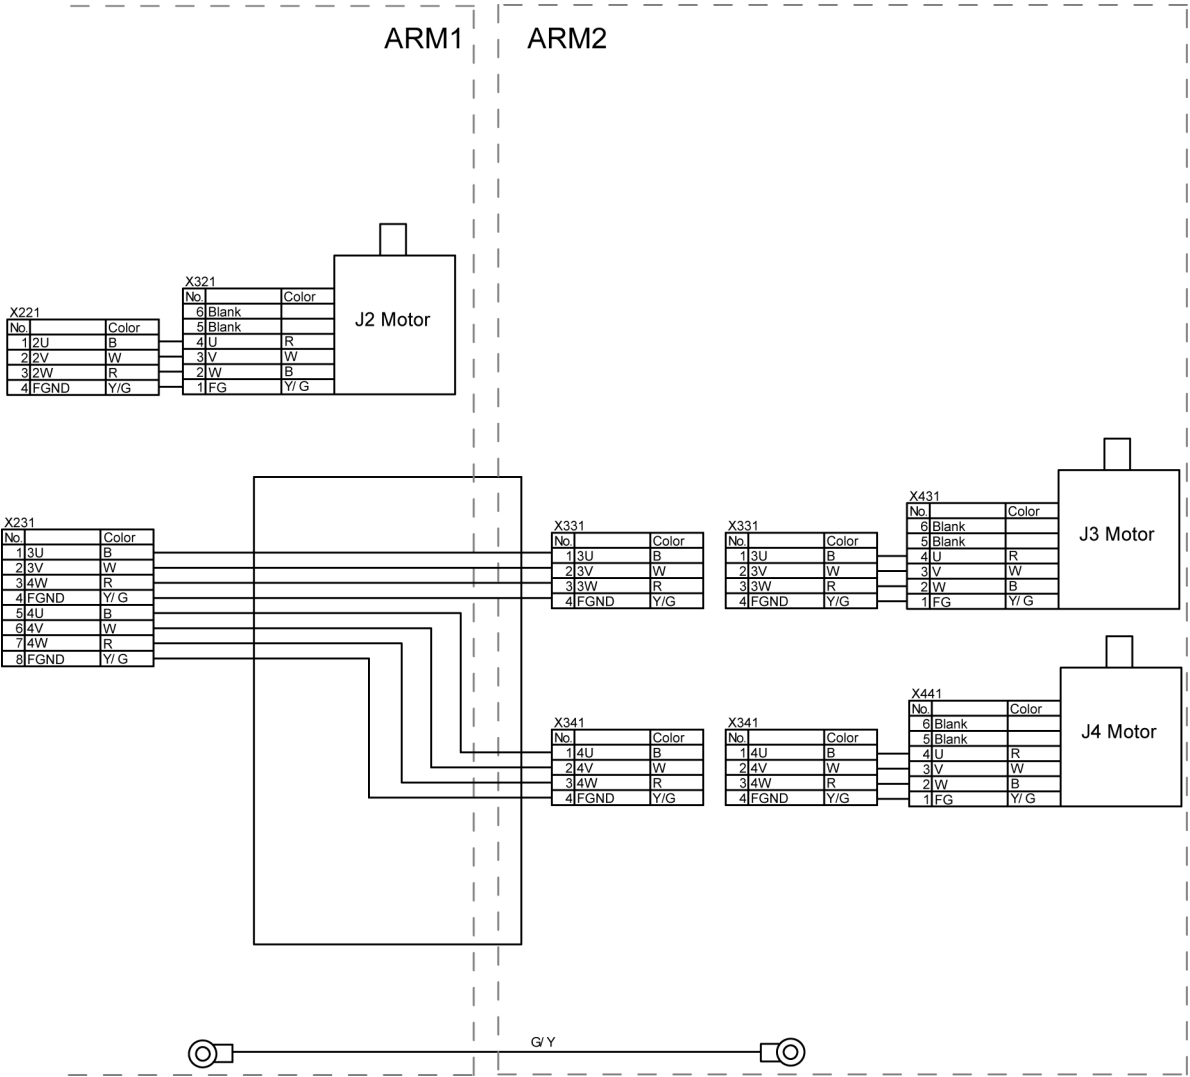 ARM1 ARM2
X321
No. Color
6 Blank
5 Blank
4 U R
3 V W
2 W B
1 FG Y/ G
J2 Motor
X221
No. Color
1 2U B
2 2V W
3 2W R
4 FGND Y/G
X231
No. Color
1 3U B
2 3V W
3 4W R
4 FGND Y/ G
5 4U B
6 4V W
7 4W R
8 FGND Y/ G
X331
No. Color
1 3U B
2 3V W
3 3W R
4 FGND Y/G
X331
No. Color
1 3U B
2 3V W
3 3W R
4 FGND Y/G
X431
No. Color
6 Blank
5 Blank
4 U R
3 V W
2 W B
1 FG Y/ G
J3 Motor
X341
No. Color
1 4U B
2 4V W
3 4W R
4 FGND Y/G
X341
No. Color
1 4U B
2 4V W
3 4W R
4 FGND Y/G
X441
No. Color
6 Blank
5 Blank
4 U R
3 V W
2 W B
1 FG Y/ G
J4 Motor
G/ Y